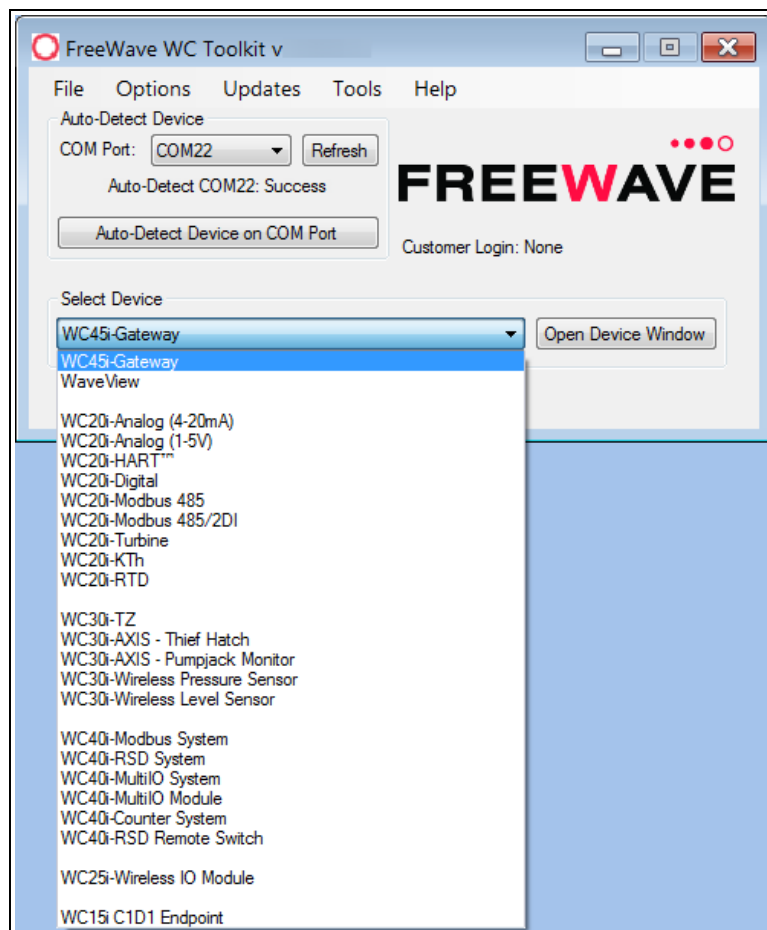 FreeWave WC Toolkit v
File Options Updates Tools Help
Auto-Detect Device
COM Port: COM22 Refresh
Auto-Detect COM22: Success
Auto-Detect Device on COM Port
FREEWAVE
Customer Login: None
Select Device
WC45i-Gateway Open Device Window
WC45i-Gateway
WaveView
WC20i-Analog (4-20mA)
WC20i-Analog (1-5V)
WC20i-HART™
WC20i-Digital
WC20i-Modbus 485
WC20i-Modbus 485/2DI
WC20i-Turbine
WC20i-KTh
WC20i-RTD
WC30i-TZ
WC30i-AXIS - Thief Hatch
WC30i-AXIS - Pumpjack Monitor
WC30i-Wireless Pressure Sensor
WC30i-Wireless Level Sensor
WC40i-Modbus System
WC40i-RSD System
WC40i-MultiIO System
WC40i-MultiIO Module
WC40i-Counter System
WC40i-RSD Remote Switch
WC25i-Wireless IO Module
WC15i C1D1 Endpoint